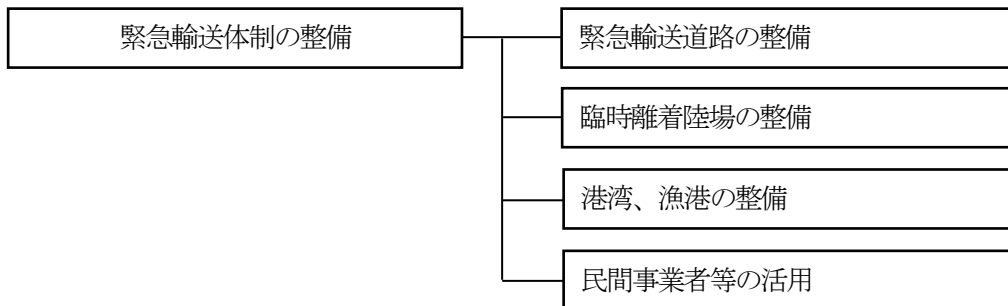 緊急輸送体制の整備
緊急輸送道路の整備
臨時離着陸場の整備
港湾、漁港の整備
民間事業者等の活用